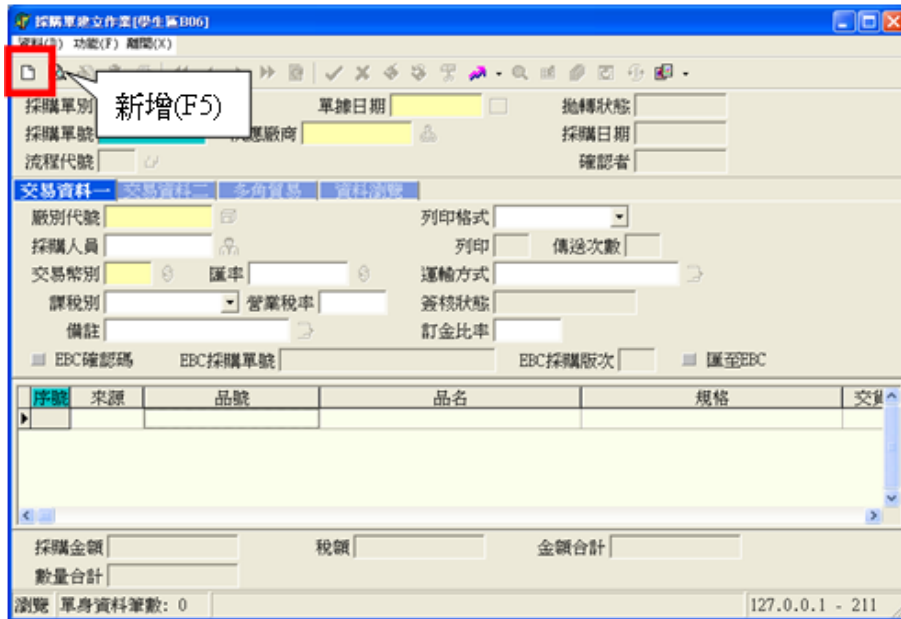 採購單建立作業[學生區B06]
資料(D) 功能(F) 離開(X)
新增(F5)
採購單別 單據日期 拋轉狀態
採購單號 供應廠商 採購日期
流程代號 確認者
交易資料一 交易資料二 多角貿易 資料瀏覽
廠別代號 列印格式
採購人員 列印 傳送次數
交易幣別 匯率 運輸方式
課稅別 營業稅率 簽核狀態
備註 訂金比率
EBC確認碼 EBC採購單號 EBC採購版次 匯至EBC
序號 來源 品號 品名 規格 交貨
採購金額 稅額 金額合計
數量合計
瀏覽 單身資料筆數: 0 127.0.0.1 - 211